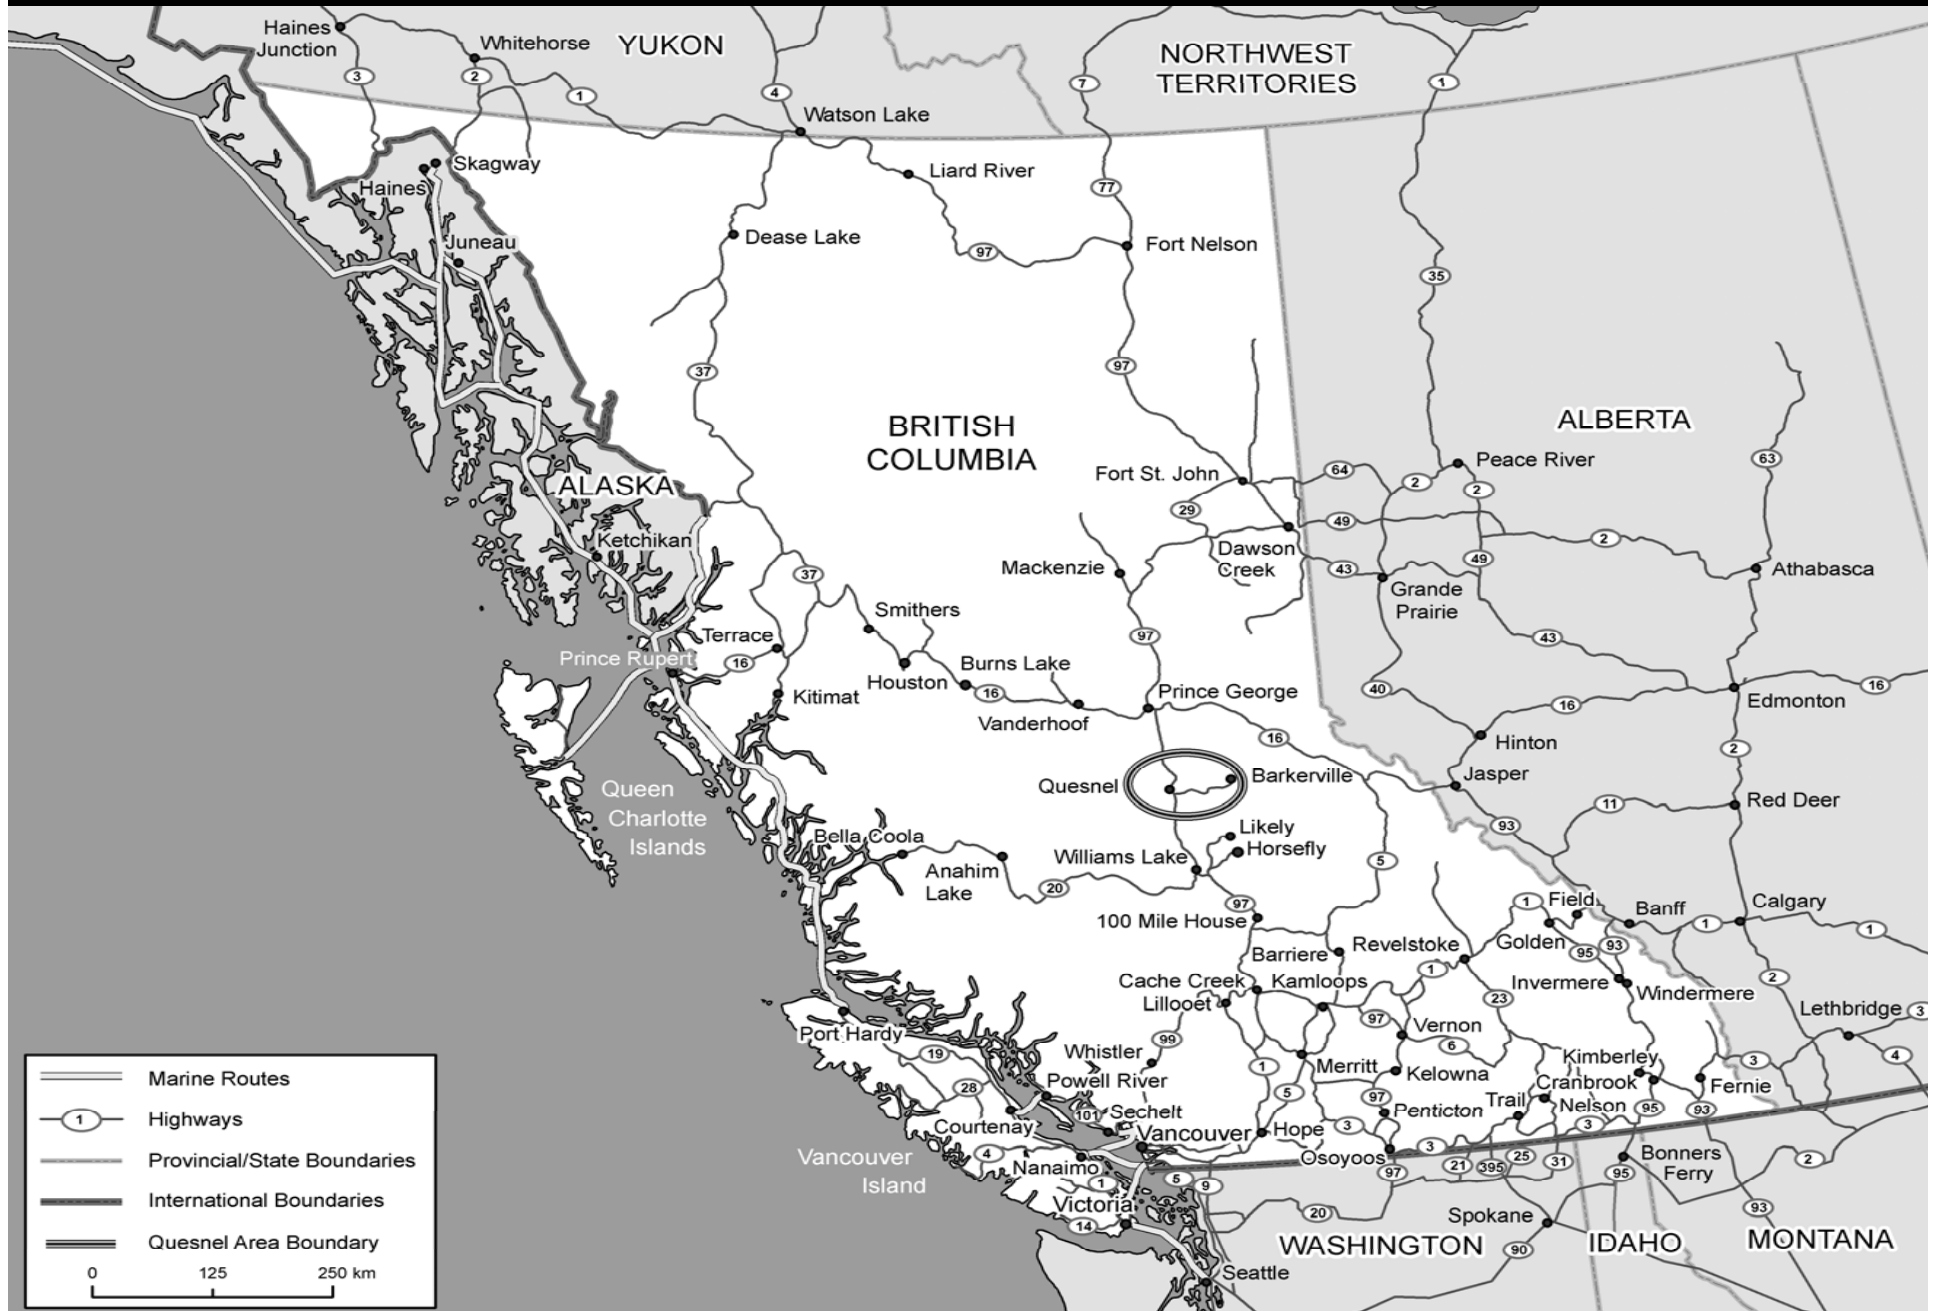 Haines
Junction
Whitehorse
YUKON
NORTHWEST
TERRITORIES
3
2
1
4
7
1
Watson Lake
Skagway
Haines
Liard River
77
Juneau
Dease Lake
97
Fort Nelson
35
37
97
BRITISH
COLUMBIA
ALBERTA
ALASKA
Fort St. John
64
2
Peace River
2
63
29
49
2
Ketchikan
Mackenzie
Dawson
Creek
43
49
Grande
Prairie
Athabasca
37
Smithers
Terrace
97
43
Prince Rupert
16
Houston
Burns Lake
16
Kitimat
Vanderhoof
Prince George
40
16
Edmonton
16
16
Hinton
2
Queen
Charlotte
Islands
Quesnel
Barkerville
Jasper
11
Red Deer
93
Bella Coola
Likely
Horsefly
Anahim
Lake
20
Williams Lake
5
97
100 Mile House
1
Field
Banff
1
Calgary
1
Golden
95
93
Barriere
Revelstoke
1
Cache Creek
Kamloops
Lillooet
Invermere
Windermere
2
23
Lethbridge
3
Port Hardy
97
Vernon
6
19
99
Whistler
1
Merritt
Kelowna
Kimberley
3
4
28
Powell River
5
97
Cranbrook
Fernie
101
Sechelt
Penticton
Trail
Nelson
95
93
Courtenay
Vancouver
Hope
3
3
3
Vancouver
Island
4
Nanaimo
Osoyoos
97
21
395
25
31
95
Bonners
Ferry
2
1
5
9
Victoria
14
20
Spokane
93
90
WASHINGTON
IDAHO
MONTANA
Seattle
Marine Routes
1
Highways
Provincial/State Boundaries
International Boundaries
Quesnel Area Boundary
0
125
250 km